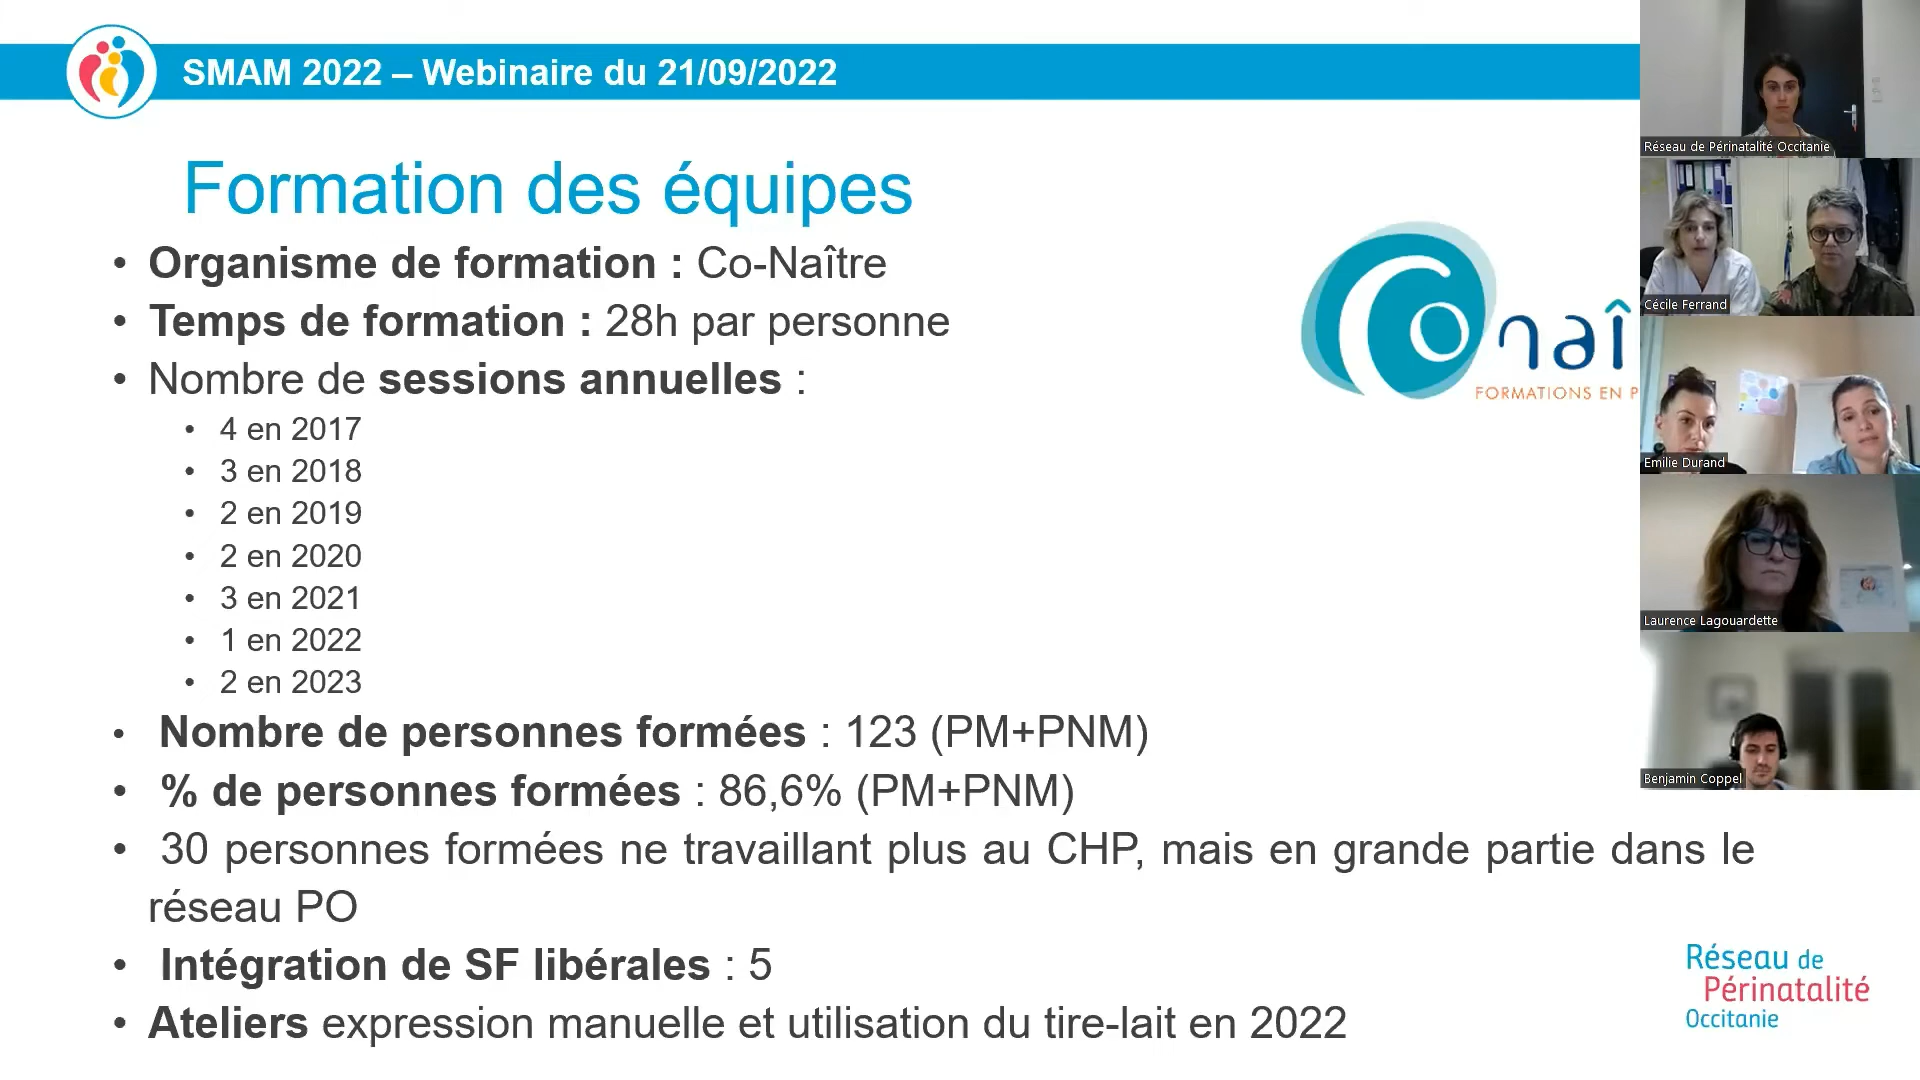 SMAM 2022 – Webinaire du 21/09/2022
Formation des équipes
• Organisme de formation : Co-Naître
• Temps de formation : 28h par personne
• Nombre de sessions annuelles :
• 4 en 2017
• 3 en 2018
• 2 en 2019
• 2 en 2020
• 3 en 2021
• 1 en 2022
• 2 en 2023
• Nombre de personnes formées : 123 (PM+PNM)
• % de personnes formées : 86,6% (PM+PNM)
• 30 personnes formées ne travaillant plus au CHP, mais en grande partie dans le
réseau PO
• Intégration de SF libérales : 5
• Ateliers expression manuelle et utilisation du tire-lait en 2022
Co naî
FORMATIONS EN P
Réseau de Périnatalité Occitanie
Cécile Ferrand
Emilie Durand
Laurence Lagouardette
Benjamin Coppel
Réseau de
Périnatalité
Occitanie